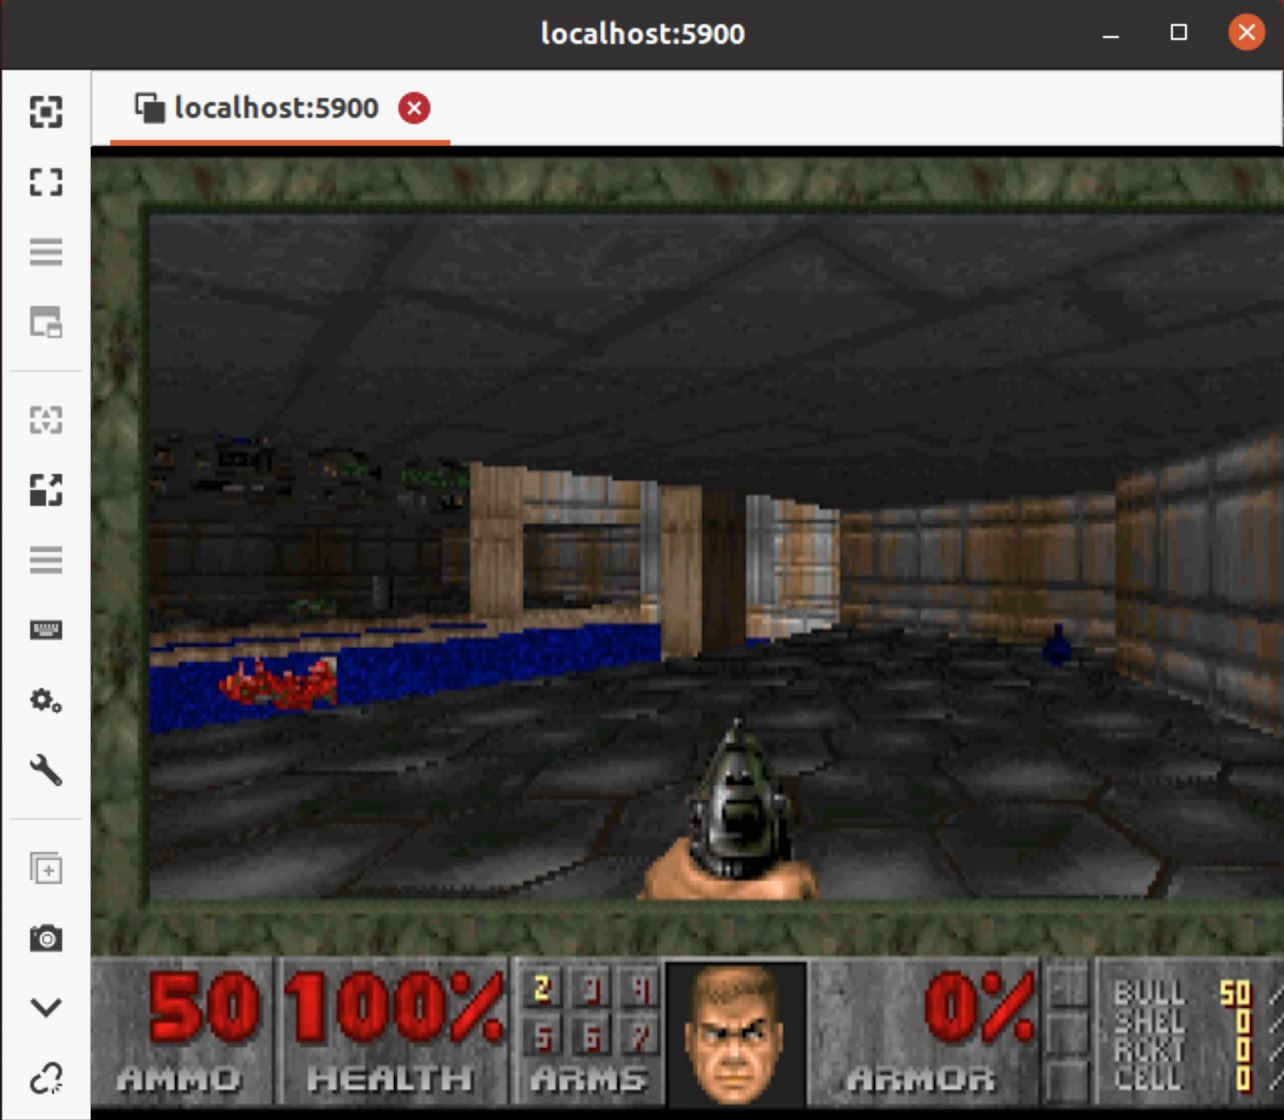 localhost:5900
localhost:5900
50 100% 2 3 4 0% BULL 50 /
5 6 7 SHEL 0 /
RCKT 0 /
AMMO HEALTH ARMS ARMOR CELL 0 /